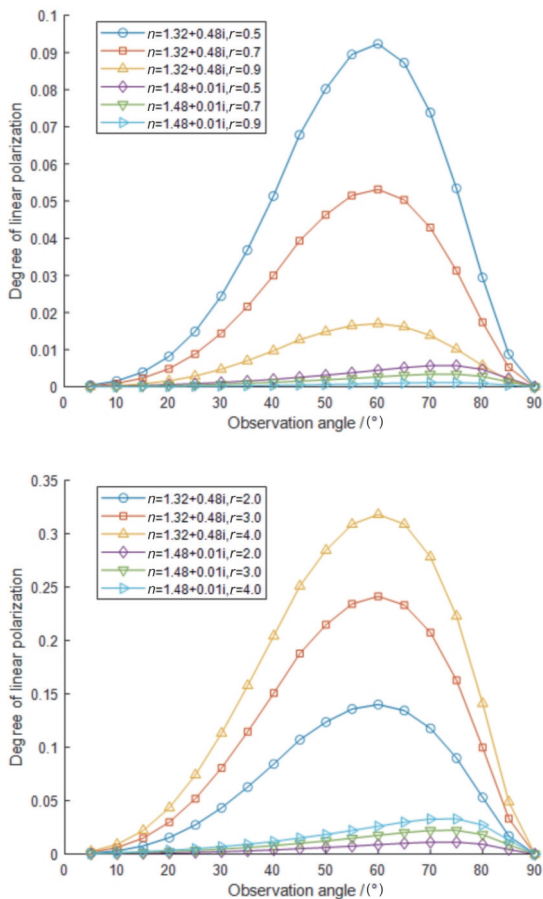 0.1
0.09
0.08
0.07
0.06
0.05
0.04
0.03
0.02
0.01
0
Degree of linear polarization
n=1.32+0.48i,r=0.5
n=1.32+0.48i,r=0.7
n=1.32+0.48i,r=0.9
n=1.48+0.01i,r=0.5
n=1.48+0.01i,r=0.7
n=1.48+0.01i,r=0.9
0 10 20 30 40 50 60 70 80 90
Observation angle /(°)
0.35
0.3
0.25
0.2
0.15
0.1
0.05
0
Degree of linear polarization
n=1.32+0.48i,r=2.0
n=1.32+0.48i,r=3.0
n=1.32+0.48i,r=4.0
n=1.48+0.01i,r=2.0
n=1.48+0.01i,r=3.0
n=1.48+0.01i,r=4.0
0 10 20 30 40 50 60 70 80 90
Observation angle /(°)